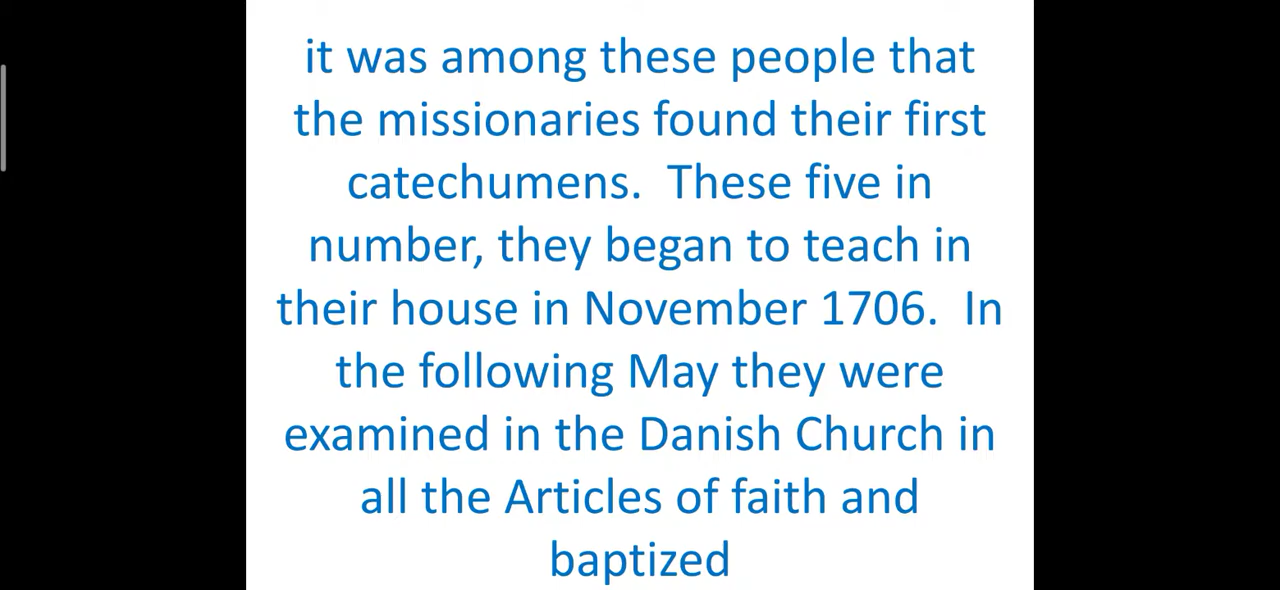 it was among these people that
the missionaries found their first
catechumens.  These five in
number, they began to teach in
their house in November 1706.  In
the following May they were
examined in the Danish Church in
all the Articles of faith and
baptized